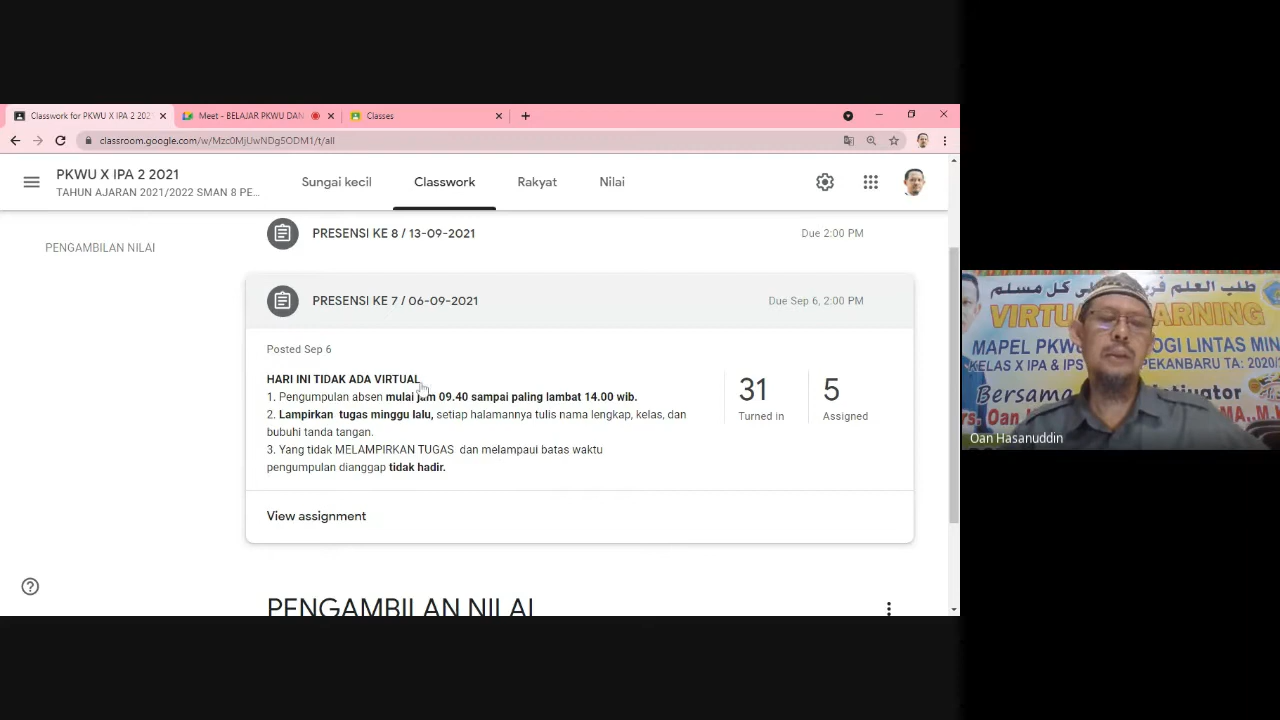 Classwork for PKWU X IPA 2 202
Meet - BELAJAR PKWU DAN
Classes
classroom.google.com/w/Mzc0MjUwNDg5ODM1/t/all
PKWU X IPA 2 2021
TAHUN AJARAN 2021/2022 SMAN 8 PE...
Sungai kecil
Classwork
Rakyat
Nilai
PENGAMBILAN NILAI
PRESENSI KE 8 / 13-09-2021
Due 2:00 PM
PRESENSI KE 7 / 06-09-2021
Due Sep 6, 2:00 PM
Posted Sep 6
HARI INI TIDAK ADA VIRTUAL
1. Pengumpulan absen mulai jam 09.40 sampai paling lambat 14.00 wib.
2. Lampirkan tugas minggu lalu, setiap halamannya tulis nama lengkap, kelas, dan
bubuhi tanda tangan.
3. Yang tidak MELAMPIRKAN TUGAS dan melampaui batas waktu
pengumpulan dianggap tidak hadir.
31
Turned in
5
Assigned
View assignment
PENGAMBILAN NILAI
طلب العلم
كل مسلم
MAPEL PKWU
LINTAS
KELAS X IPA & IPS
PEKANBARU TA:
Bersama
Oan Hasanuddin